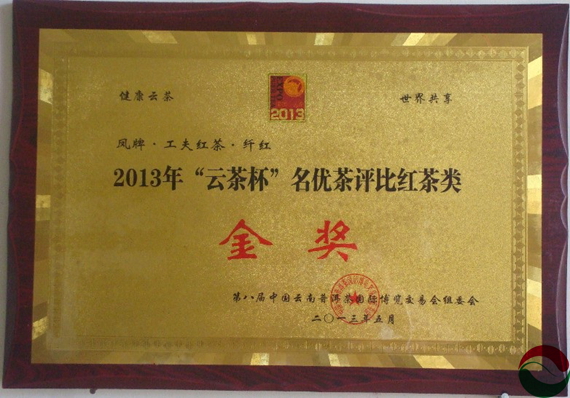 健康云茶
2013
世界共享
凤牌·工夫红茶·纤红
2013年“云茶杯”名优茶评比红茶类
金奖
第八届中国云南普洱茶国际博览交易会组委会
二〇一三年五月